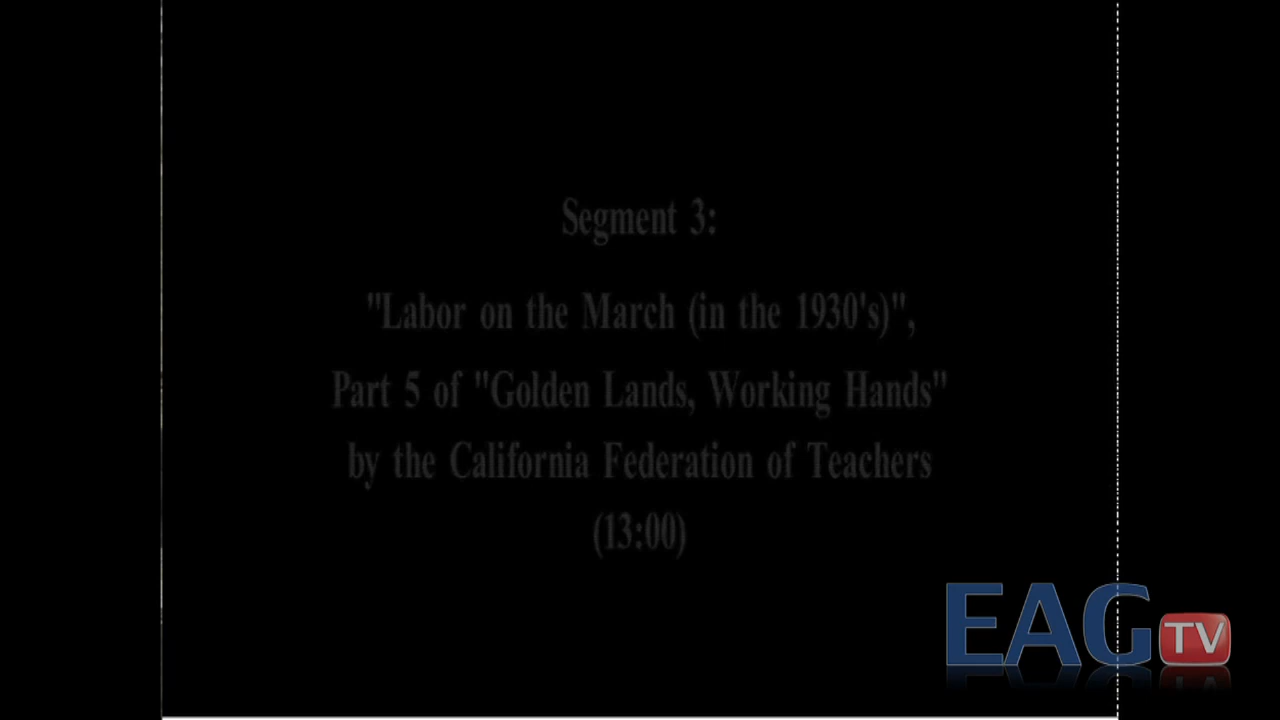 Segment 3:
"Labor on the March (in the 1930's)",
Part 5 of "Golden Lands, Working Hands"
by the California Federation of Teachers
(13:00)
EAG TV